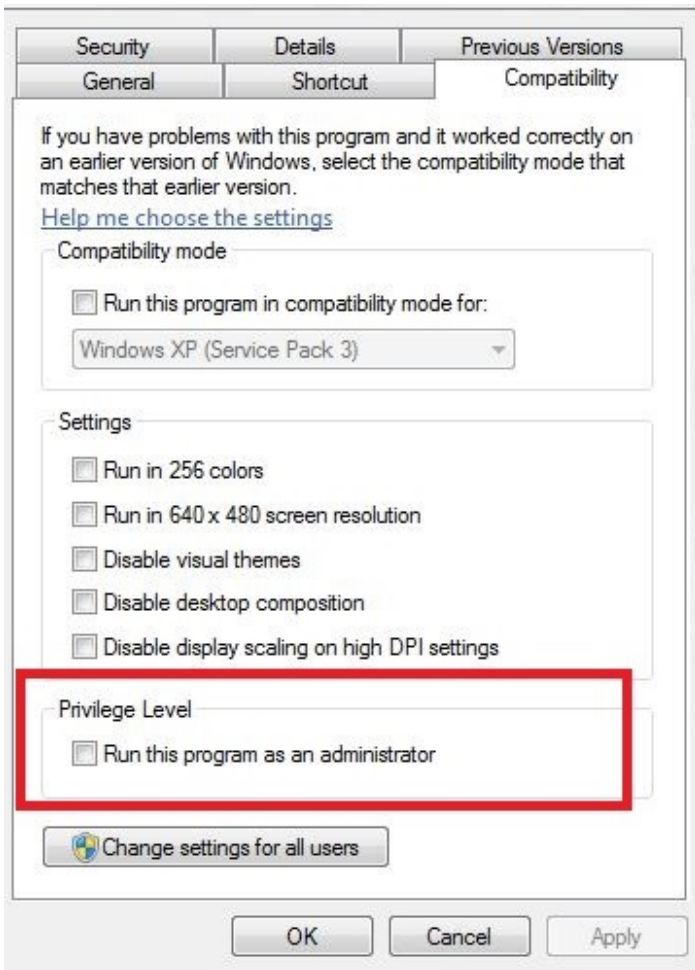 Security Details Previous Versions
General Shortcut Compatibility
If you have problems with this program and it worked correctly on
an earlier version of Windows, select the compatibility mode that
matches that earlier version.
Help me choose the settings
Compatibility mode
Run this program in compatibility mode for:
Windows XP (Service Pack 3)
Settings
Run in 256 colors
Run in 640 x 480 screen resolution
Disable visual themes
Disable desktop composition
Disable display scaling on high DPI settings
Privilege Level
Run this program as an administrator
Change settings for all users
OK Cancel Apply